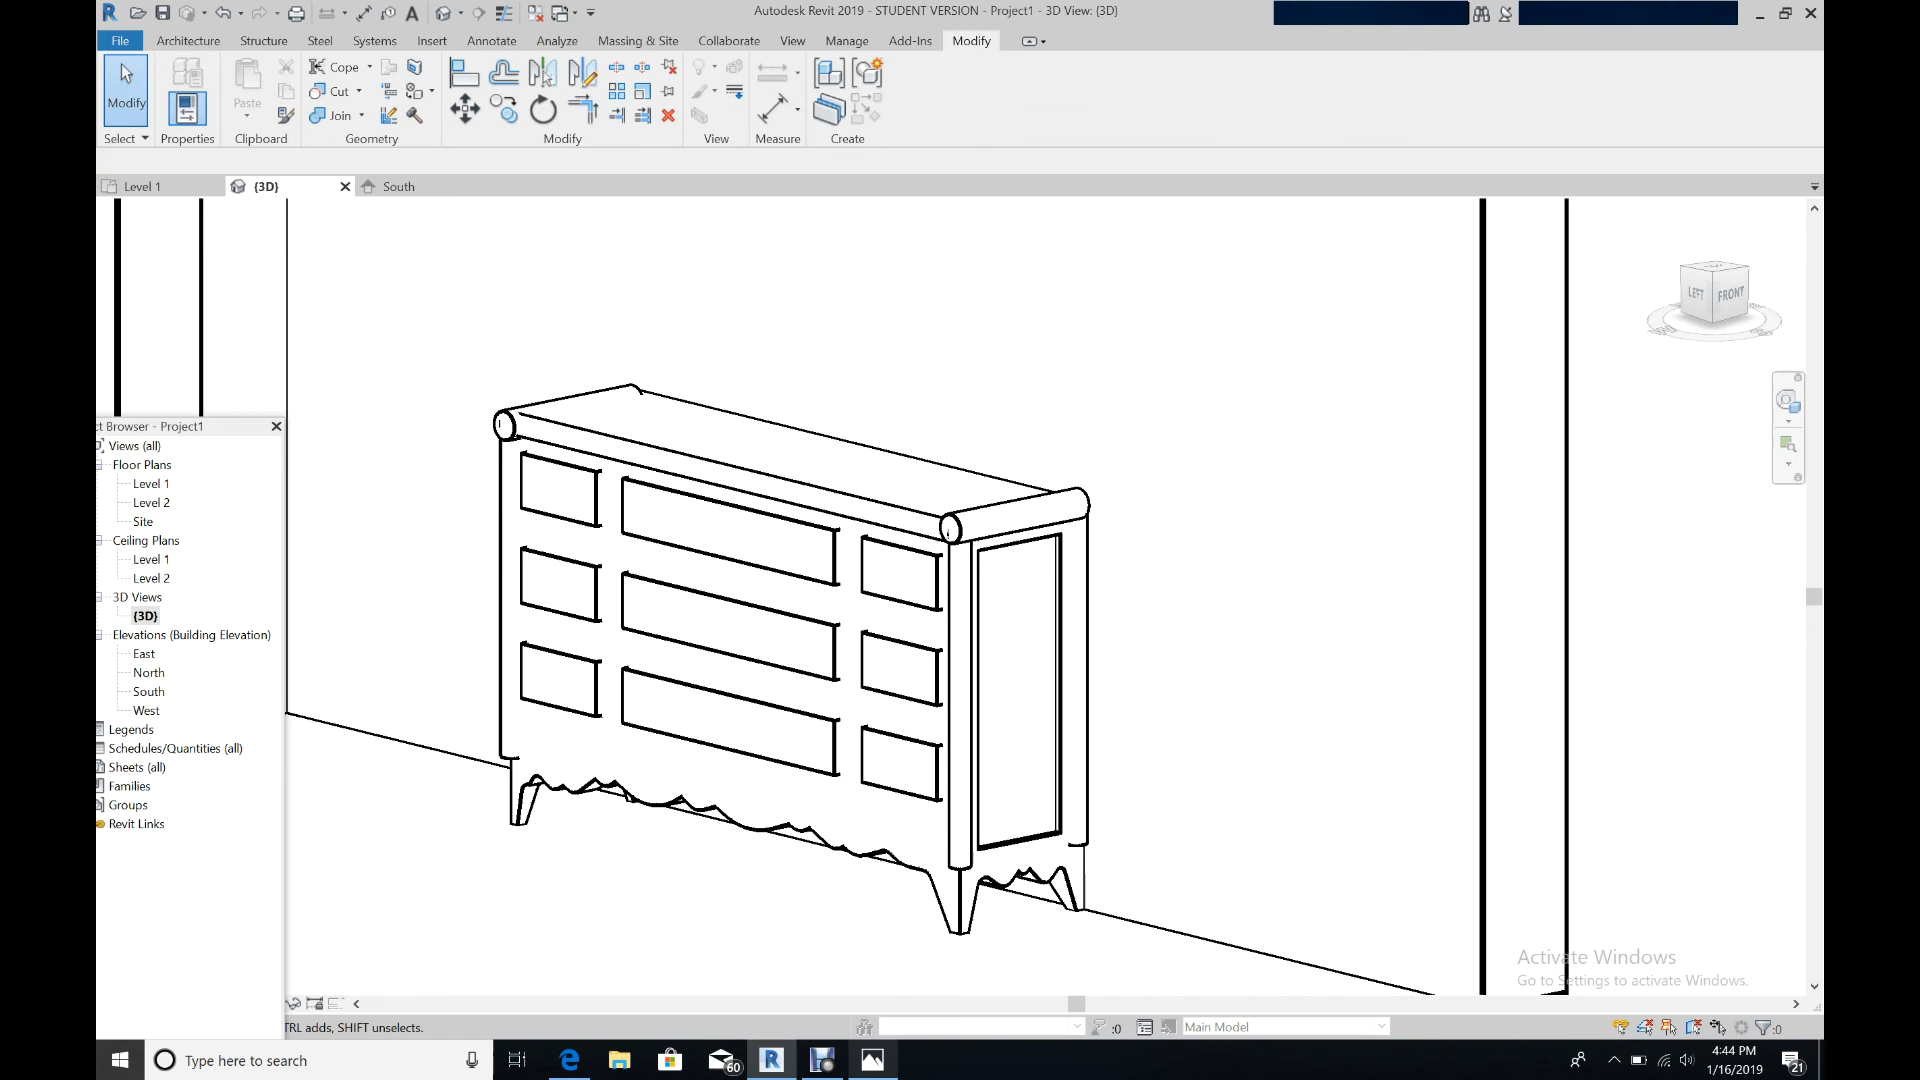 Autodesk Revit 2019 - STUDENT VERSION - Project1 - 3D View: {3D}
File Architecture Structure Steel Systems Insert Annotate Analyze Massing & Site Collaborate View Manage Add-Ins Modify
Modify
Paste
Cope
Cut
Join
Select Properties Clipboard Geometry Modify View Measure Create
Level 1 {3D} South
LEFT FRONT
ct Browser - Project1
Views (all)
Floor Plans
Level 1
Level 2
Site
Ceiling Plans
Level 1
Level 2
3D Views
{3D}
Elevations (Building Elevation)
East
North
South
West
Legends
Schedules/Quantities (all)
Sheets (all)
Families
Groups
Revit Links
Activate Windows
Go to Settings to activate Windows.
TRL adds, SHIFT unselects.
:0
Main Model
:0
Type here to search
60
4:44 PM
1/16/2019
21